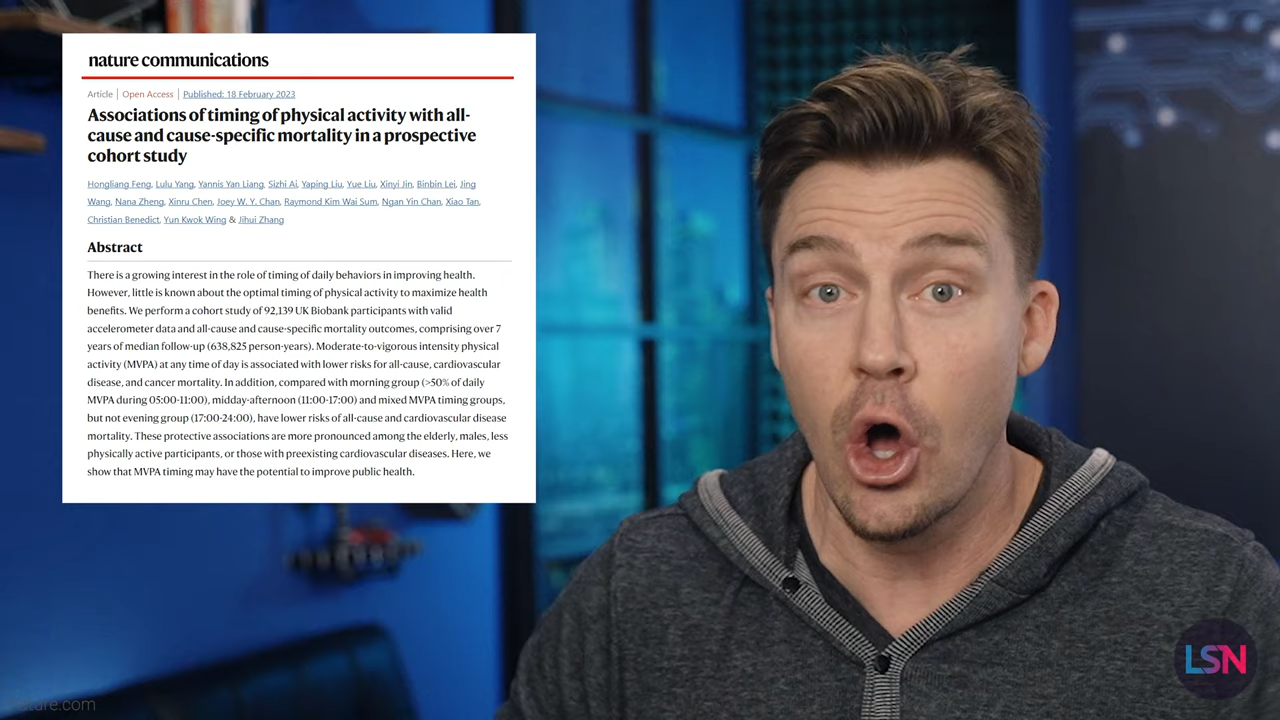 nature communications
Article | Open Access | Published: 18 February 2023
Associations of timing of physical activity with all-
cause and cause-specific mortality in a prospective
cohort study
Hongliang Feng, Lulu Yang, Yannis Yan Liang, Sizhi Ai, Yaping Liu, Yue Liu, Xinyi Jin, Binbin Lei, Jing
Wang, Nana Zheng, Xinru Chen, Joey W. Y. Chan, Raymond Kim Wai Sum, Ngan Yin Chan, Xiao Tan,
Christian Benedict, Yun Kwok Wing & Jihui Zhang
Abstract
There is a growing interest in the role of timing of daily behaviors in improving health.
However, little is known about the optimal timing of physical activity to maximize health
benefits. We perform a cohort study of 92,139 UK Biobank participants with valid
accelerometer data and all-cause and cause-specific mortality outcomes, comprising over 7
years of median follow-up (638,825 person-years). Moderate-to-vigorous intensity physical
activity (MVPA) at any time of day is associated with lower risks for all-cause, cardiovascular
disease, and cancer mortality. In addition, compared with morning group (>50% of daily
MVPA during 05:00-11:00), midday-afternoon (11:00-17:00) and mixed MVPA timing groups,
but not evening group (17:00-24:00), have lower risks of all-cause and cardiovascular disease
mortality. These protective associations are more pronounced among the elderly, males, less
physically active participants, or those with preexisting cardiovascular diseases. Here, we
show that MVPA timing may have the potential to improve public health.
LSN